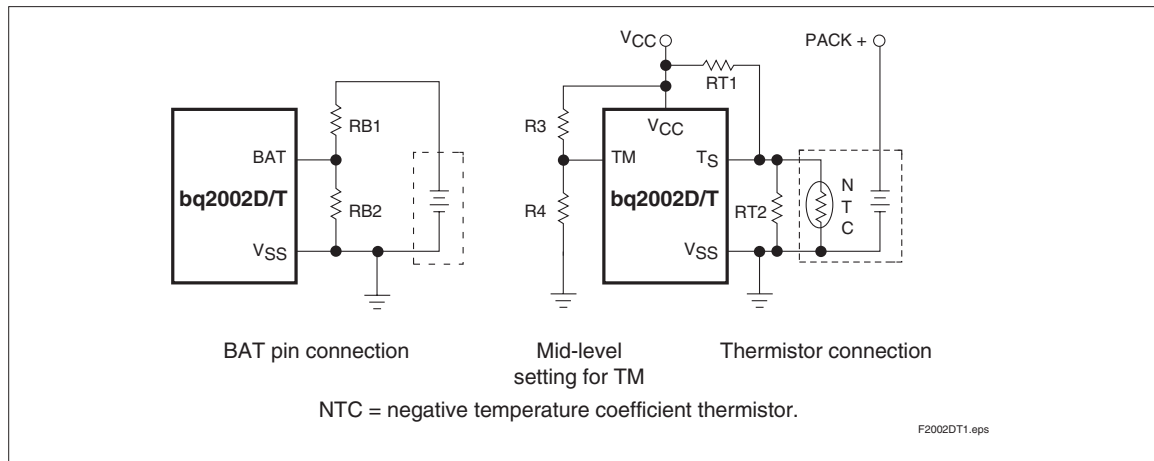 VCC
PACK +
RT1
RB1
R3
VCC
BAT
TM
TS
bq2002D/T
bq2002D/T
N
T
C
RB2
R4
RT2
VSS
VSS
BAT pin connection
Mid-level
setting for TM
Thermistor connection
NTC = negative temperature coefficient thermistor.
F2002DT1.eps